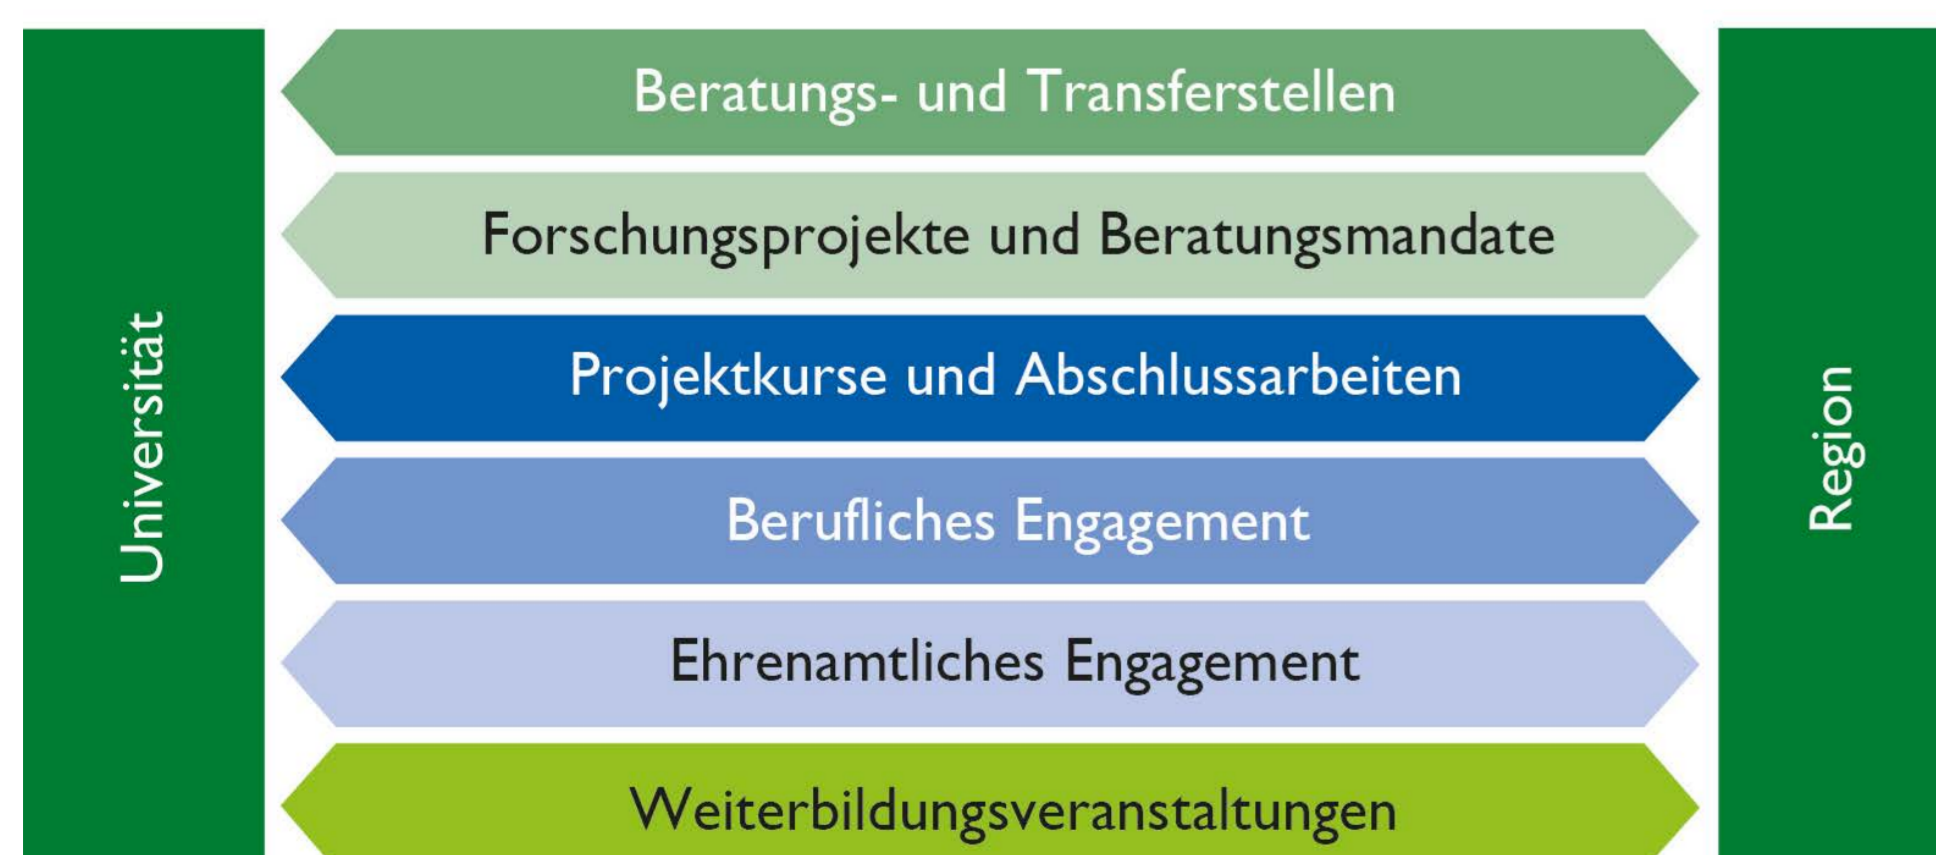 Universität
Beratungs- und Transferstellen
Forschungsprojekte und Beratungsmandate
Projektkurse und Abschlussarbeiten
Berufliches Engagement
Ehrenamtliches Engagement
Weiterbildungsveranstaltungen
Region